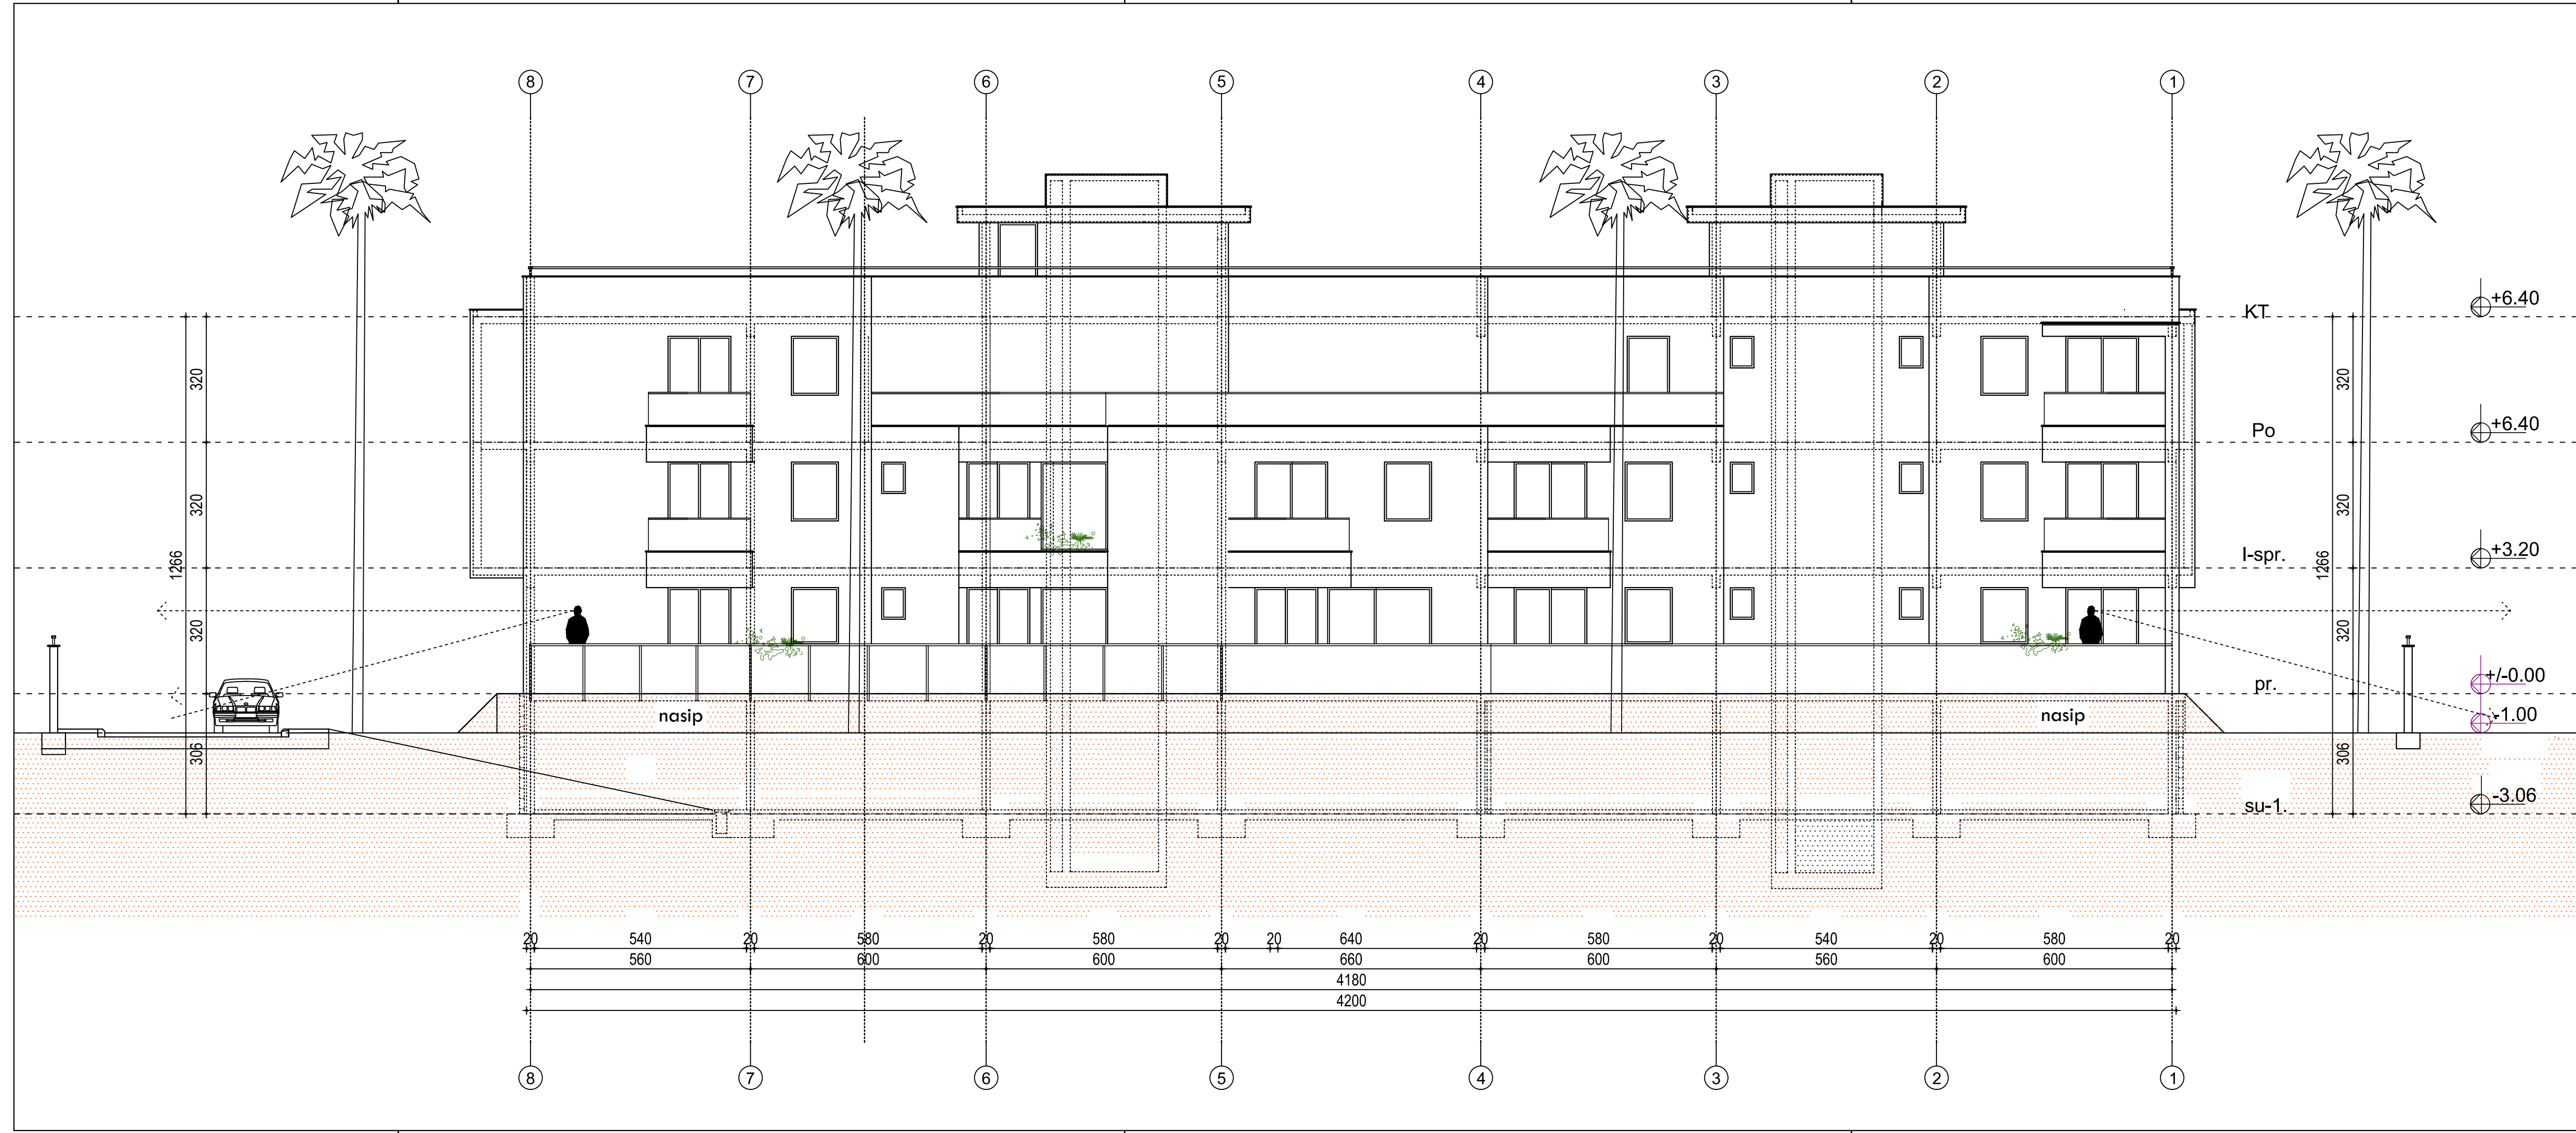 8 7 6 5 4 3 2 1
KT +6.40
320 320
Po +6.40
320 320
1266 1266
I-spr. +3.20
320 320
pr. +/-0.00
nasip nasip -1.00
306 306
su-1. -3.06
20 540 20 580 20 580 20 20 640 20 580 20 540 20 580 20
560 600 600 660 600 560 600
4180
4200
8 7 6 5 4 3 2 1